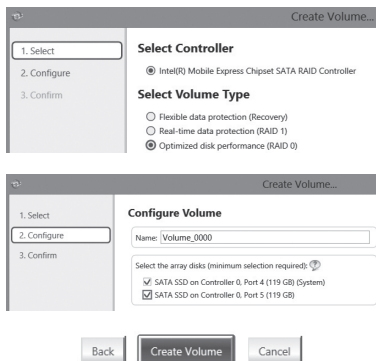 Create Volume...
1. Select
2. Configure
3. Confirm
Select Controller
Intel(R) Mobile Express Chipset SATA RAID Controller
Select Volume Type
Flexible data protection (Recovery)
Real-time data protection (RAID 1)
Optimized disk performance (RAID 0)
Create Volume...
1. Select
2. Configure
3. Confirm
Configure Volume
Name: Volume_0000
Select the array disks (minimum selection required):
SATA SSD on Controller 0, Port 4 (119 GB) (System)
SATA SSD on Controller 0, Port 5 (119 GB)
Back
Create Volume
Cancel